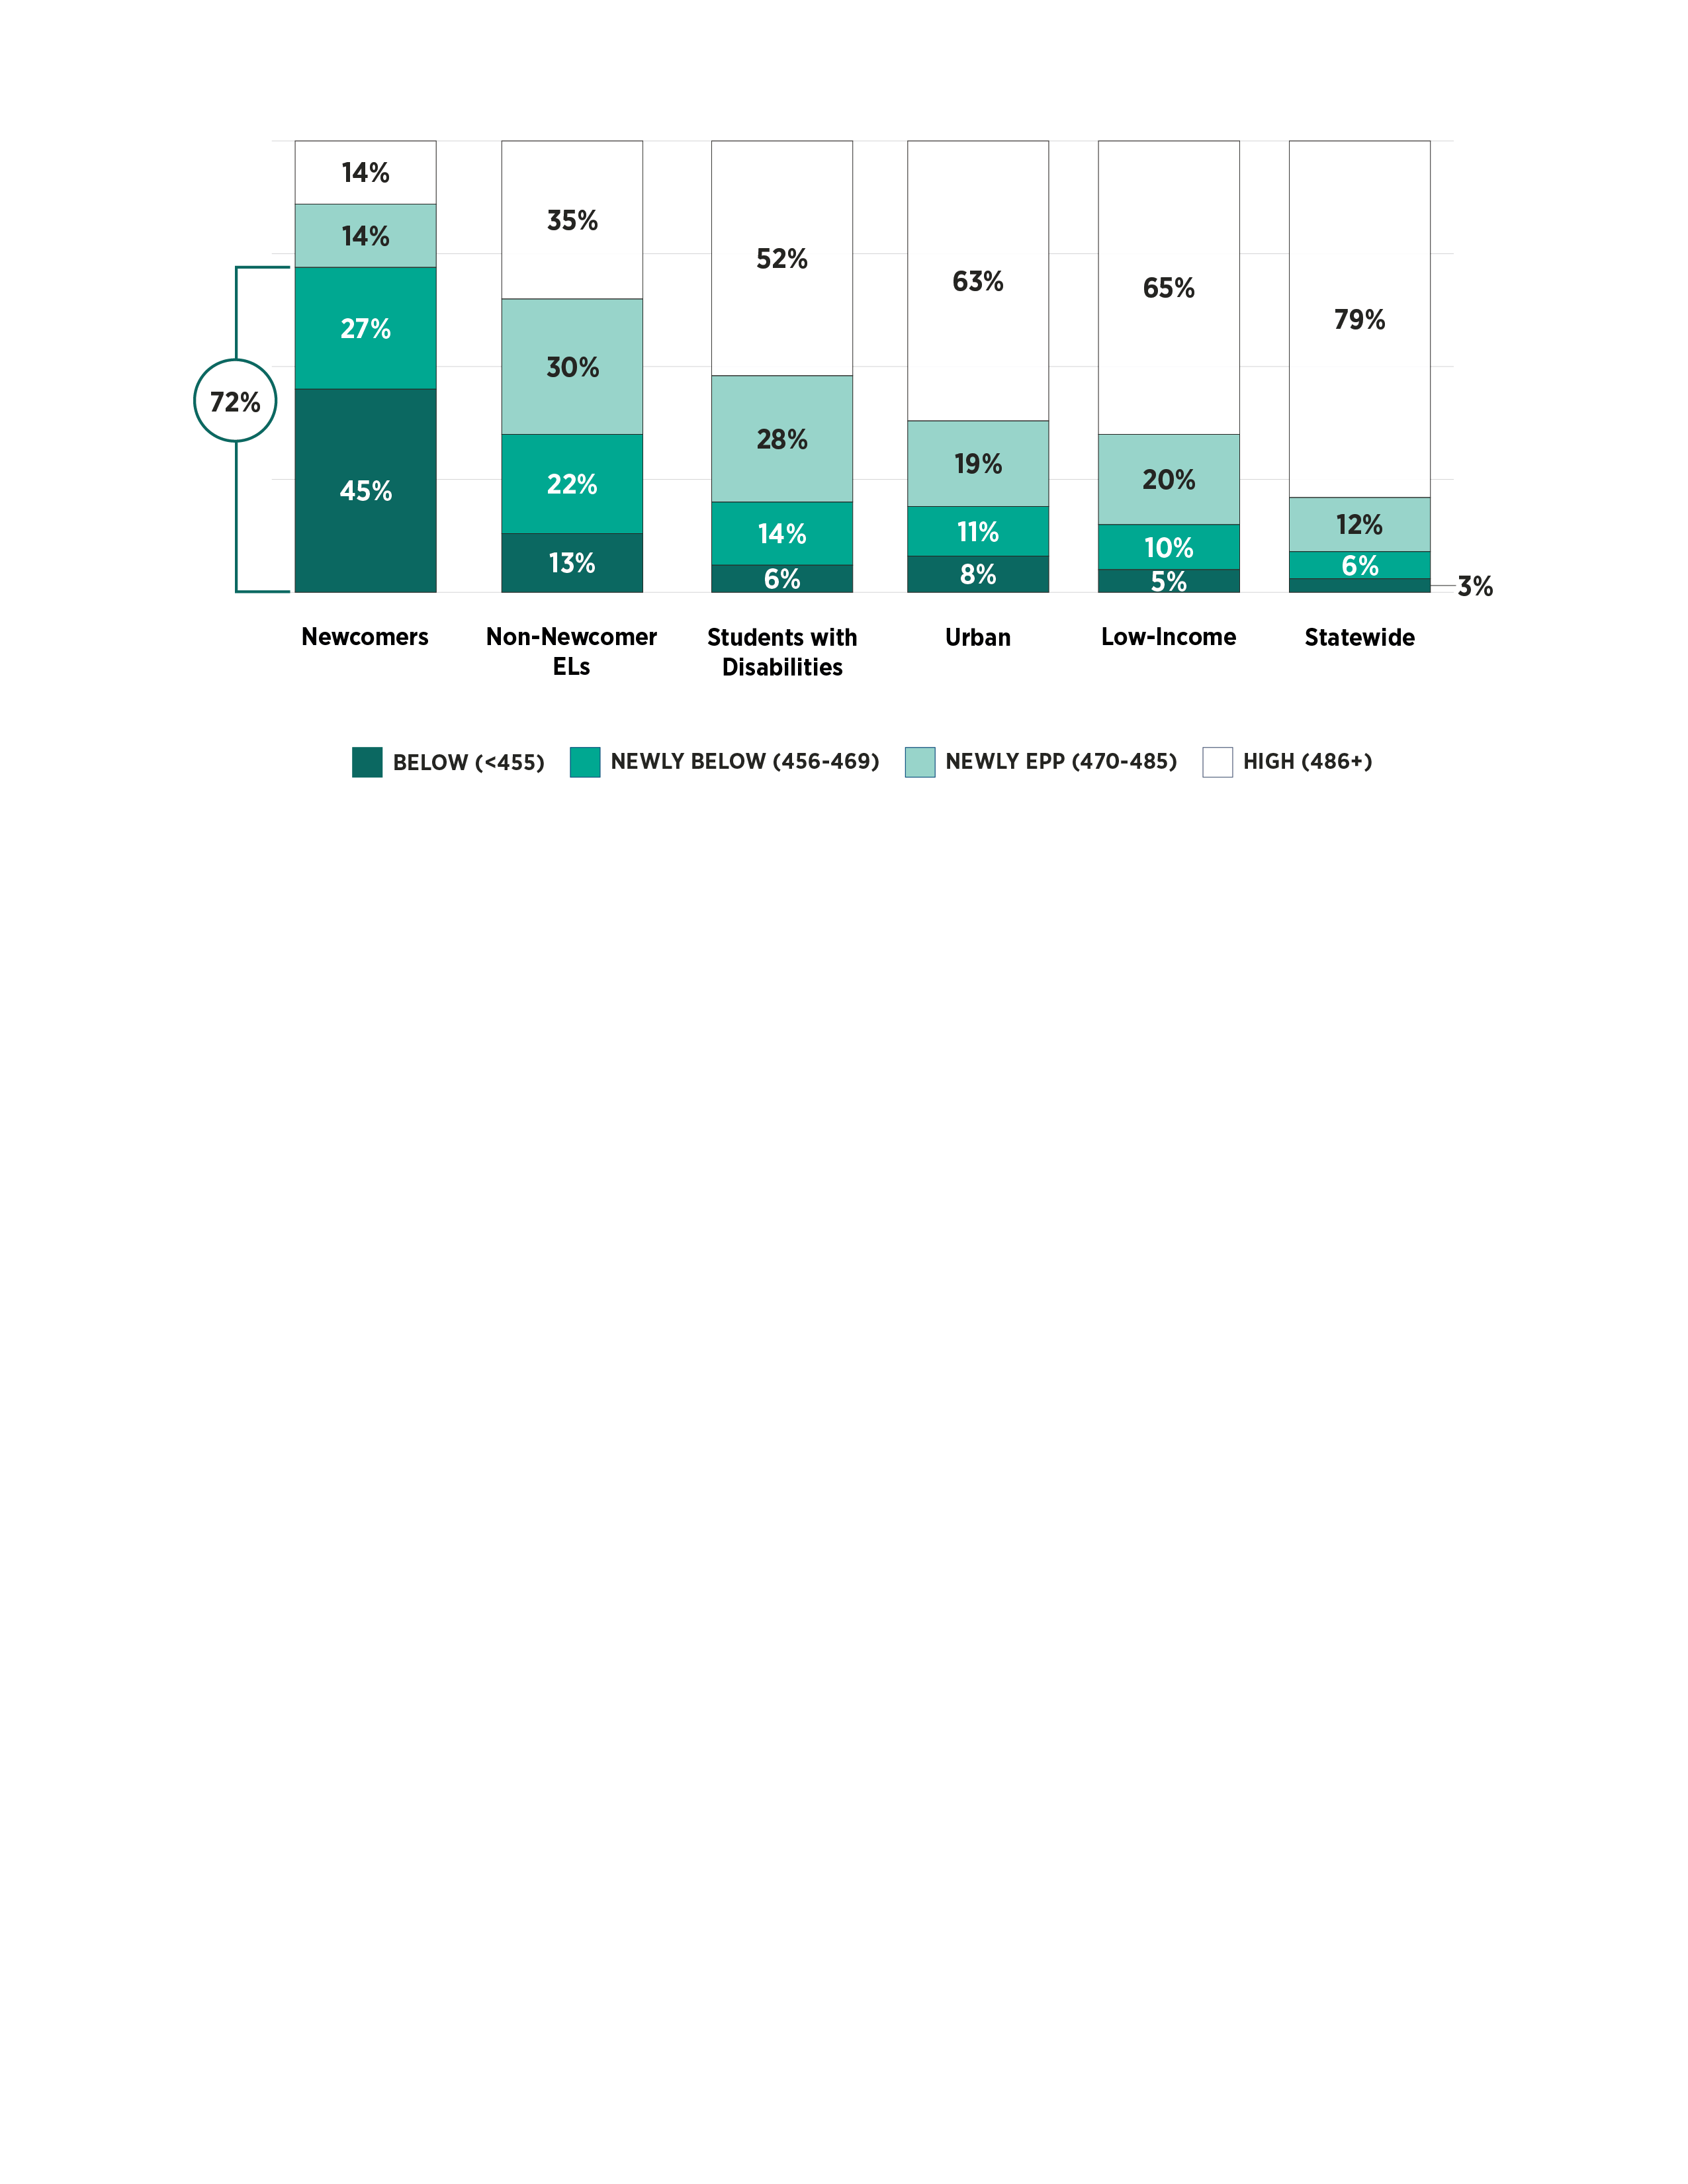 14%
14%
27%
45%
72%
35%
30%
22%
13%
52%
28%
14%
6%
63%
19%
11%
8%
65%
20%
10%
5%
79%
12%
6%
3%
Newcomers
Non-Newcomer
ELs
Students with
Disabilities
Urban
Low-Income
Statewide
BELOW (<455)
NEWLY BELOW (456-469)
NEWLY EPP (470-485)
HIGH (486+)